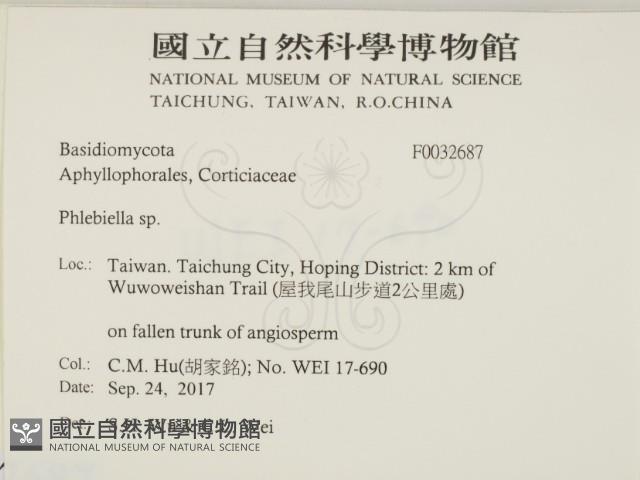 國立自然科學博物館
NATIONAL MUSEUM OF NATURAL SCIENCE
TAICHUNG, TAIWAN, R.O.CHINA
Basidiomycota F0032687
Aphyllophorales, Corticiaceae
Phlebiella sp.
Loc.: Taiwan. Taichung City, Hoping District: 2 km of
Wuwoweishan Trail (屋我尾山步道2公里處)
on fallen trunk of angiosperm
Col.: C.M. Hu(胡家銘); No. WEI 17-690
Date: Sep. 24, 2017
國立自然科學博物館
NATIONAL MUSEUM OF NATURAL SCIENCE